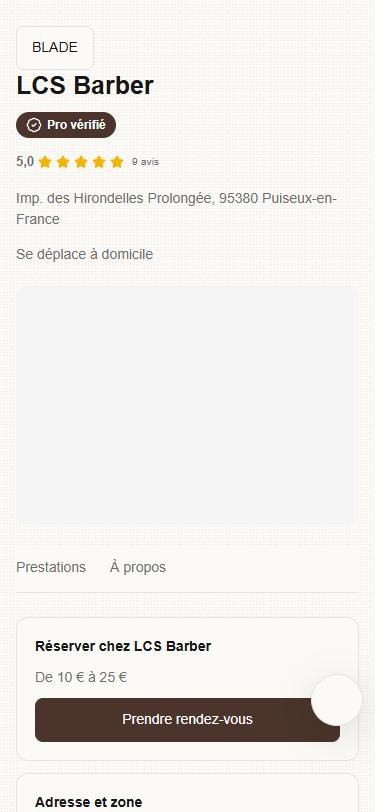 BLADE
LCS Barber
Pro vérifié
5,0 9 avis
Imp. des Hirondelles Prolongée, 95380 Puiseux-en-
France
Se déplace à domicile
Prestations À propos
Réserver chez LCS Barber
De 10 € à 25 €
Prendre rendez-vous
Adresse et zone